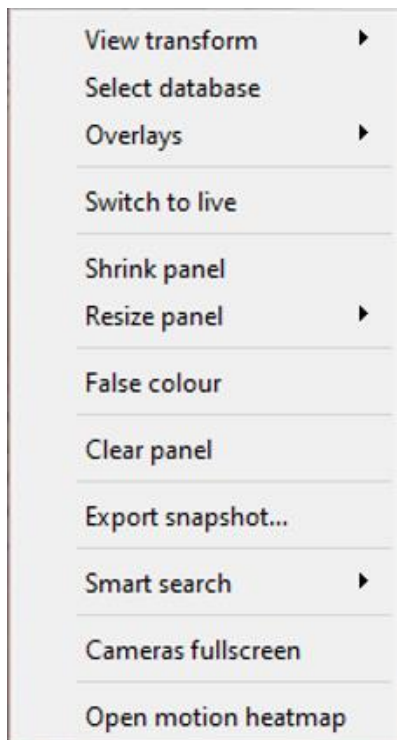 View transform
Select database
Overlays
Switch to live
Shrink panel
Resize panel
False colour
Clear panel
Export snapshot...
Smart search
Cameras fullscreen
Open motion heatmap